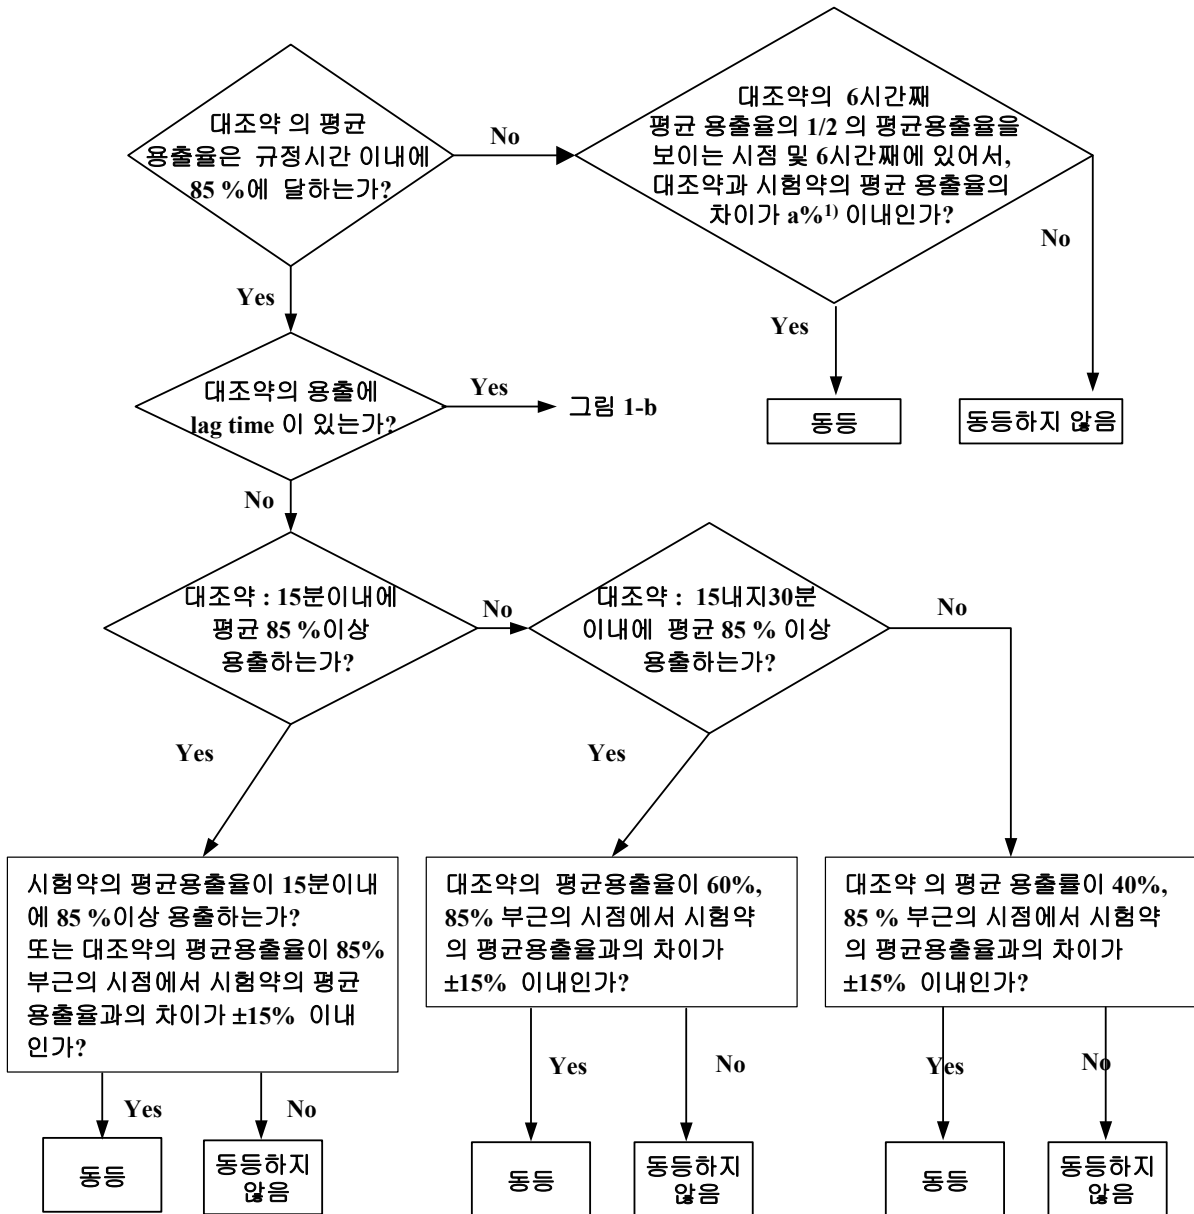 대조약 의 평균
용출율은 규정시간 이내에
85 %에 달하는가?
No
대조약의 6시간째
평균 용출율의 1/2 의 평균용출율을
보이는 시점 및 6시간째에 있어서,
대조약과 시험약의 평균 용출율의
차이가 a%1) 이내인가?
No
Yes
Yes
대조약의 용출에
lag time 이 있는가?
Yes
그림 1-b
동등
동등하지 않음
No
대조약 : 15분이내에
평균 85 %이상
용출하는가?
No
대조약 : 15내지30분
이내에 평균 85 % 이상
용출하는가?
No
Yes
Yes
시험약의 평균용출율이 15분이내
에 85 %이상 용출하는가?
또는 대조약의 평균용출율이 85%
부근의 시점에서 시험약의 평균
용출율과의 차이가 ±15% 이내
인가?
대조약의 평균용출율이 60%,
85% 부근의 시점에서 시험약
의 평균용출율과의 차이가
±15% 이내인가?
대조약 의 평균 용출률이 40%,
85 % 부근의 시점에서 시험약
의 평균용출율과의 차이가
±15% 이내인가?
Yes
No
Yes
No
Yes
No
동등
동등하지
않음
동등
동등하지
않음
동등
동등하지
않음